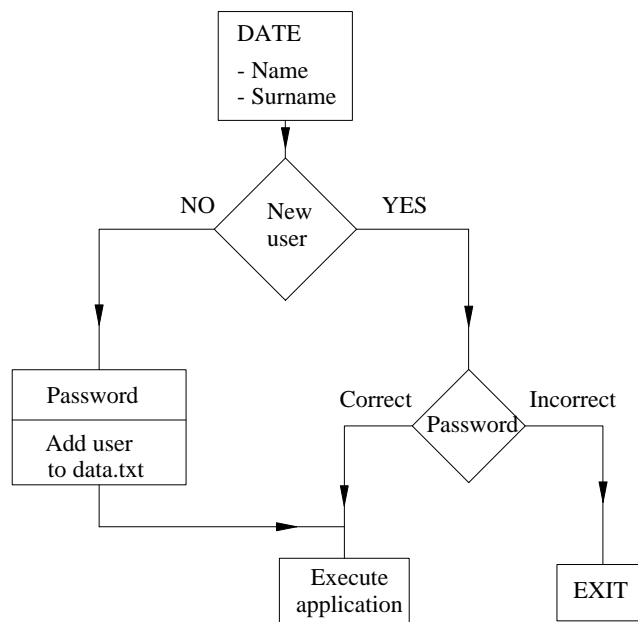 DATE
- Name
- Surname
NO
New
user
YES
Password
Add user
to data.txt
Correct
Password
Incorrect
Execute
application
EXIT